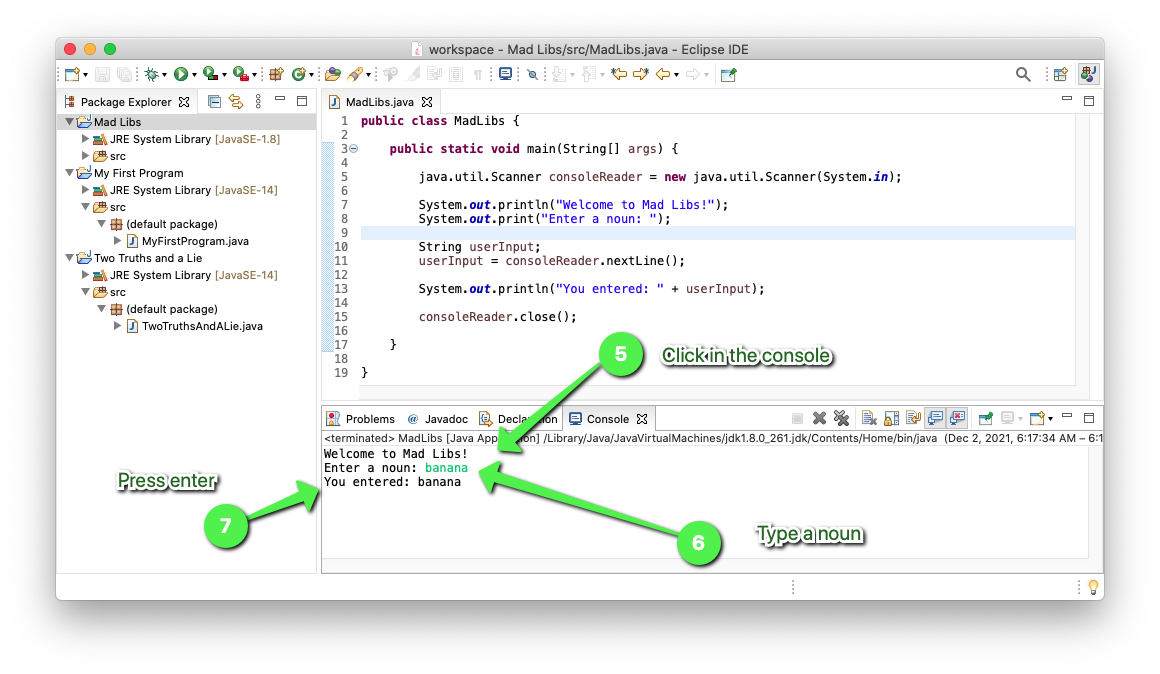 workspace - Mad Libs/src/MadLibs.java - Eclipse IDE
Package Explorer
Mad Libs
JRE System Library [JavaSE-1.8]
src
My First Program
JRE System Library [JavaSE-14]
src
(default package)
MyFirstProgram.java
Two Truths and a Lie
JRE System Library [JavaSE-14]
src
(default package)
TwoTruthsAndALie.java
MadLibs.java
1 public class MadLibs {
2
3 public static void main(String[] args) {
4
5 java.util.Scanner consoleReader = new java.util.Scanner(System.in);
6
7 System.out.println("Welcome to Mad Libs!");
8 System.out.print("Enter a noun: ");
9
10 String userInput;
11 userInput = consoleReader.nextLine();
12
13 System.out.println("You entered: " + userInput);
14
15 consoleReader.close();
16
17 }
18
19 }
5 Click in the console
Problems @ Javadoc Declaration Console
<terminated> MadLibs [Java Application] /Library/Java/JavaVirtualMachines/jdk1.8.0_261.jdk/Contents/Home/bin/java (Dec 2, 2021, 6:17:34 AM – 6:1
Welcome to Mad Libs!
Enter a noun: banana
You entered: banana
Press enter
7
6 Type a noun